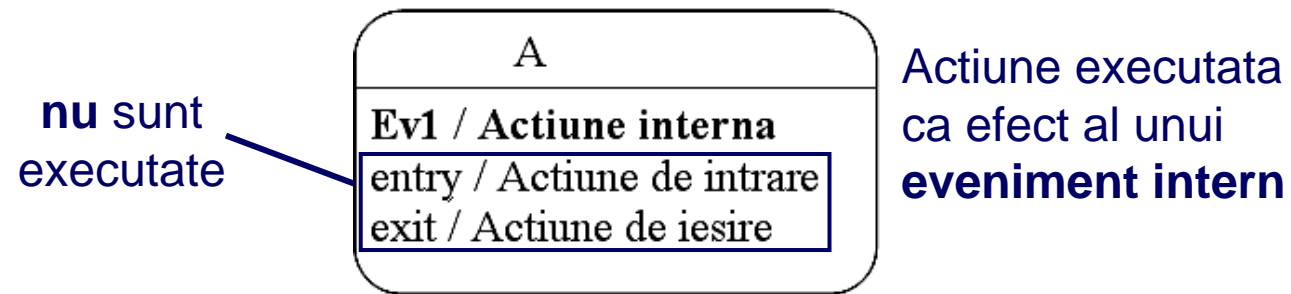 nu sunt
executate
A
Ev1 / Actiune interna
entry / Actiune de intrare
exit / Actiune de iesire
Actiune executata
ca efect al unui
eveniment intern